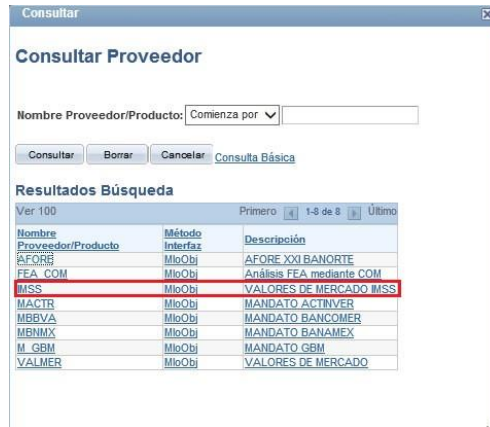 Consultar
Consultar Proveedor
Nombre Proveedor/Producto: Comienza por
Consultar Borrar Cancelar Consulta Básica
Resultados Búsqueda
Ver 100 Primero 1-8 de 8 Último
Nombre Proveedor/Producto Método Interfaz Descripción
AFORE MloObj AFORE XXI BANORTE
FEA_COM MloObj Análisis FEA mediante COM
IMSS MloObj VALORES DE MERCADO IMSS
MACTR MloObj MANDATO ACTINVER
MBBVA MloObj MANDATO BANCOMER
MBNMX MloObj MANDATO BANAMEX
M_GBM MloObj MANDATO GBM
VALMER MloObj VALORES DE MERCADO